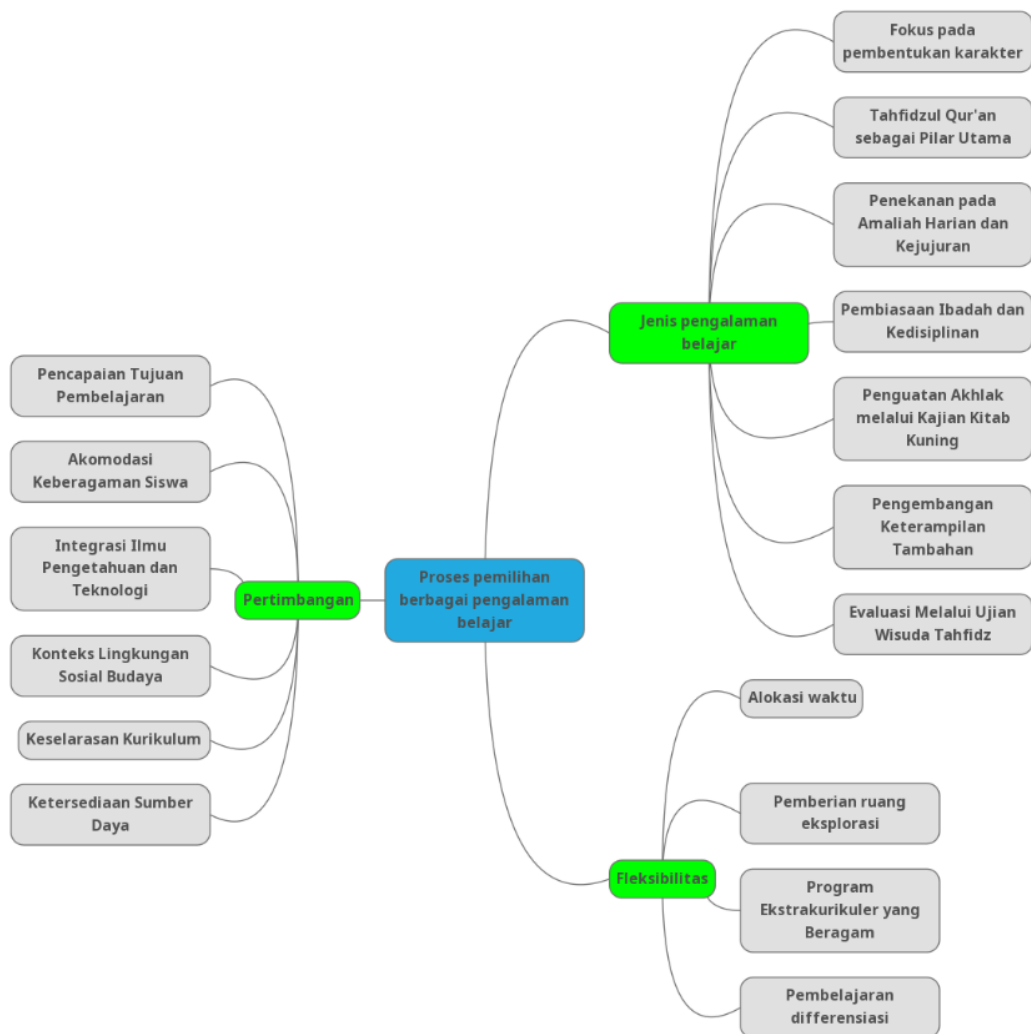 Proses pemilihan
berbagai pengalaman
belajar
Pertimbangan
Pencapaian Tujuan
Pembelajaran
Akomodasi
Keberagaman Siswa
Integrasi Ilmu
Pengetahuan dan
Teknologi
Konteks Lingkungan
Sosial Budaya
Keselarasan Kurikulum
Ketersediaan Sumber
Daya
Jenis pengalaman
belajar
Fokus pada
pembentukan karakter
Tahfidzul Qur'an
sebagai Pilar Utama
Penekanan pada
Amaliah Harian dan
Kejujuran
Pembiasaan Ibadah dan
Kedisiplinan
Penguatan Akhlak
melalui Kajian Kitab
Kuning
Pengembangan
Keterampilan
Tambahan
Evaluasi Melalui Ujian
Wisuda Tahfidz
Fleksibilitas
Alokasi waktu
Pemberian ruang
eksplorasi
Program
Ekstrakurikuler yang
Beragam
Pembelajaran
differensiasi